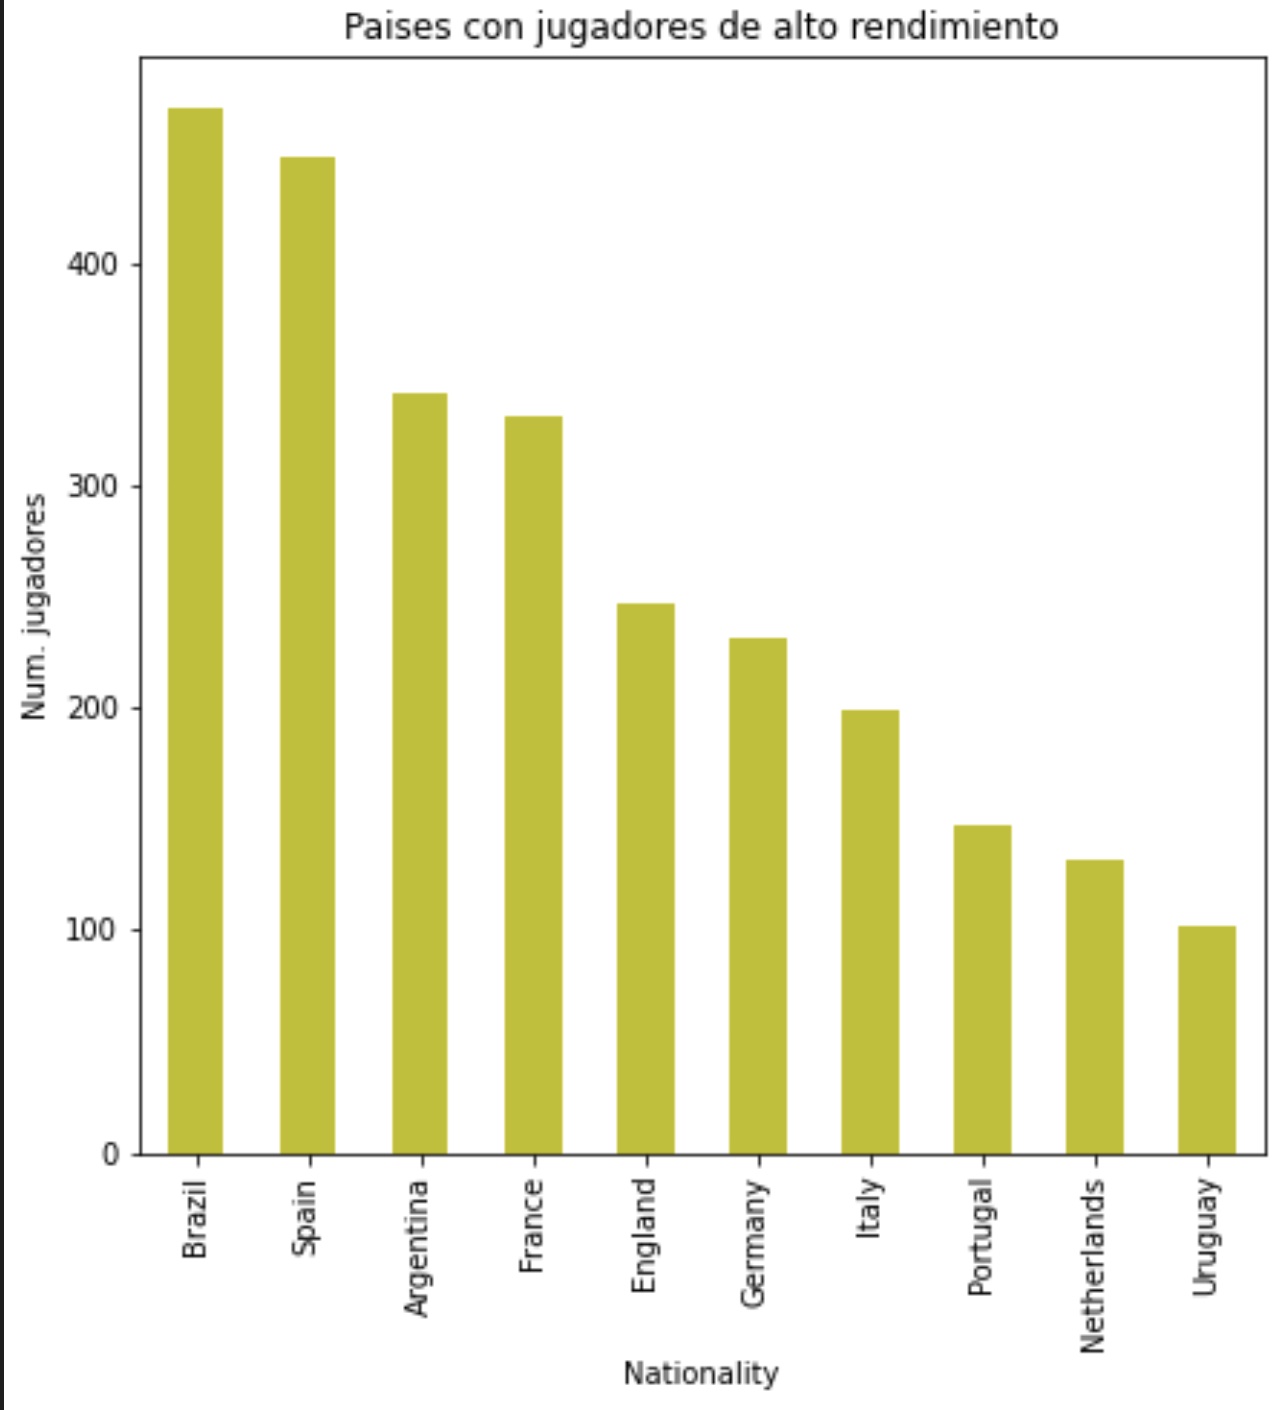 Paises con jugadores de alto rendimiento
Num. jugadores
400
300
200
100
0
Brazil
Spain
Argentina
France
England
Germany
Italy
Portugal
Netherlands
Uruguay
Nationality